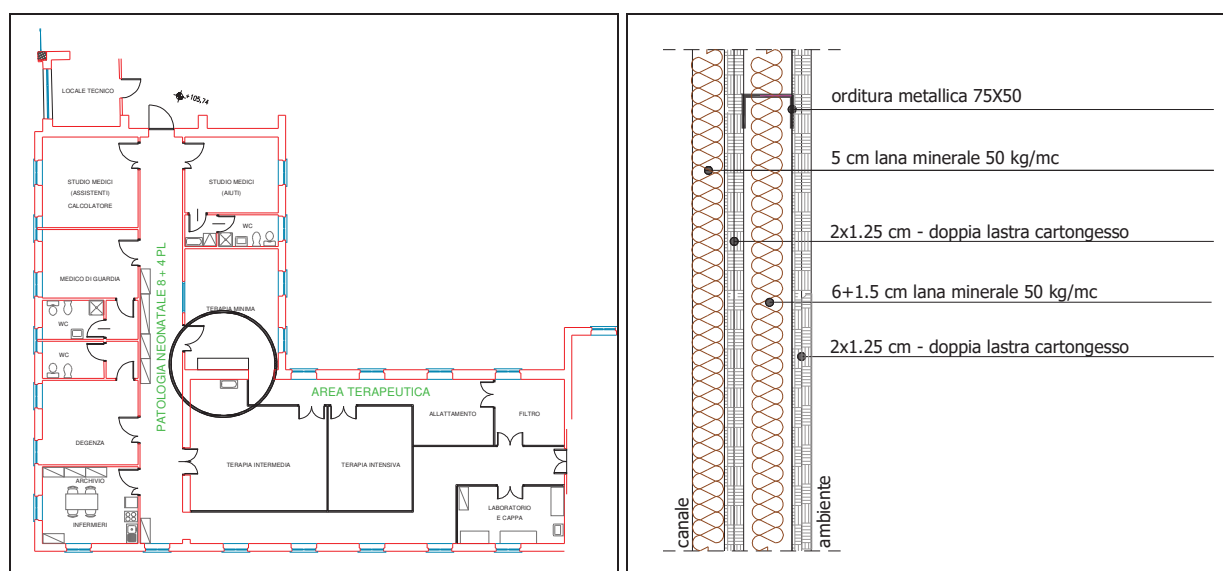 LOCALE TECNICO
+105,74
STUDIO MEDICI
(ASSISTENTI)
CALCOLATORE
STUDIO MEDICI
(AIUTI)
WC
MEDICO DI GUARDIA
TERAPIA MINIMA
WC
WC
PATOLOGIA NEONATALE 8 + 4 PL
AREA TERAPEUTICA
ALLATTAMENTO
FILTRO
DEGENZA
TERAPIA INTERMEDIA
TERAPIA INTENSIVA
ARCHIVIO
INFERMIERI
LABORATORIO
E CAPPA
orditura metallica 75X50
5 cm lana minerale 50 kg/mc
2x1.25 cm - doppia lastra cartongesso
6+1.5 cm lana minerale 50 kg/mc
2x1.25 cm - doppia lastra cartongesso
canale
ambiente